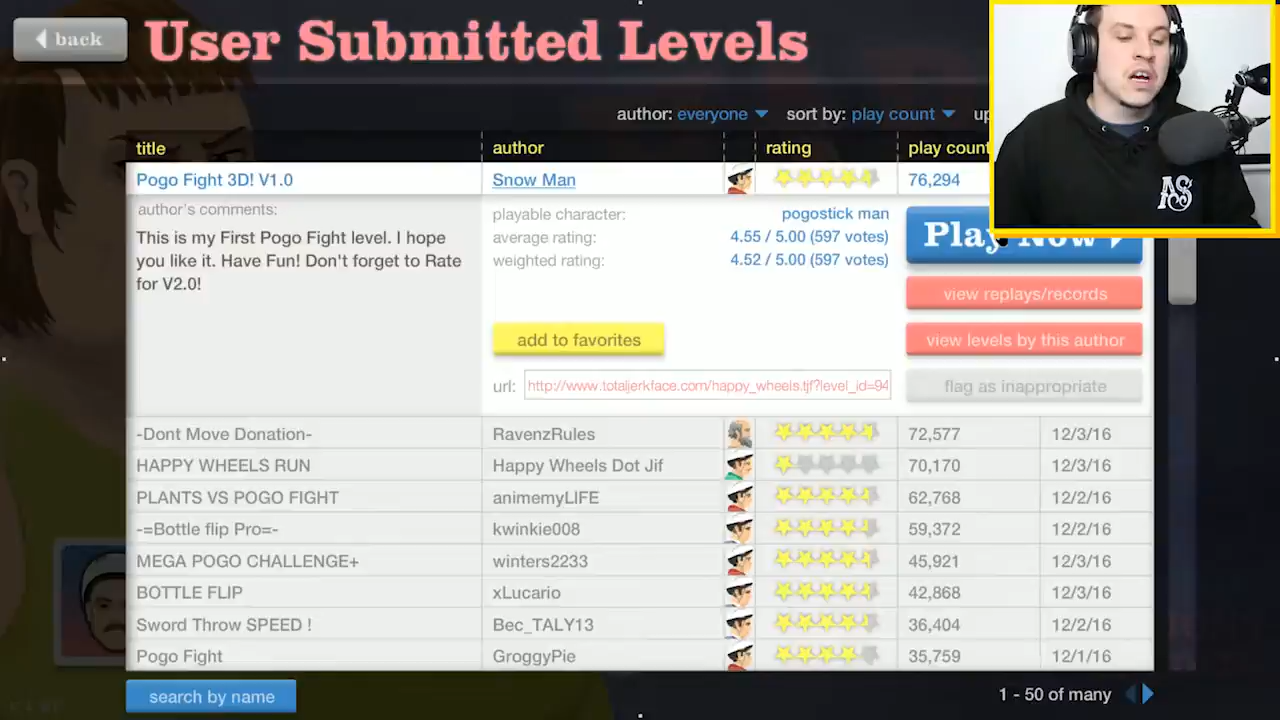 back
User Submitted Levels
author: everyone sort by: play count up
title author rating play count
Pogo Fight 3D! V1.0 Snow Man 76,294
author's comments:
This is my First Pogo Fight level. I hope
you like it. Have Fun! Don't forget to Rate
for V2.0!
playable character: pogostick man
average rating: 4.55 / 5.00 (597 votes)
weighted rating: 4.52 / 5.00 (597 votes)
add to favorites
url: http://www.totaljerkface.com/happy_wheels.tjf?level_id=94
Play Now
view replays/records
view levels by this author
flag as inappropriate
AS
-Dont Move Donation- RavenzRules 72,577 12/3/16
HAPPY WHEELS RUN Happy Wheels Dot Jif 70,170 12/3/16
PLANTS VS POGO FIGHT animemyLIFE 62,768 12/2/16
-=Bottle flip Pro=- kwinkie008 59,372 12/2/16
MEGA POGO CHALLENGE+ winters2233 45,921 12/3/16
BOTTLE FLIP xLucario 42,868 12/3/16
Sword Throw SPEED ! Bec_TALY13 36,404 12/2/16
Pogo Fight GroggyPie 35,759 12/1/16
search by name
1 - 50 of many